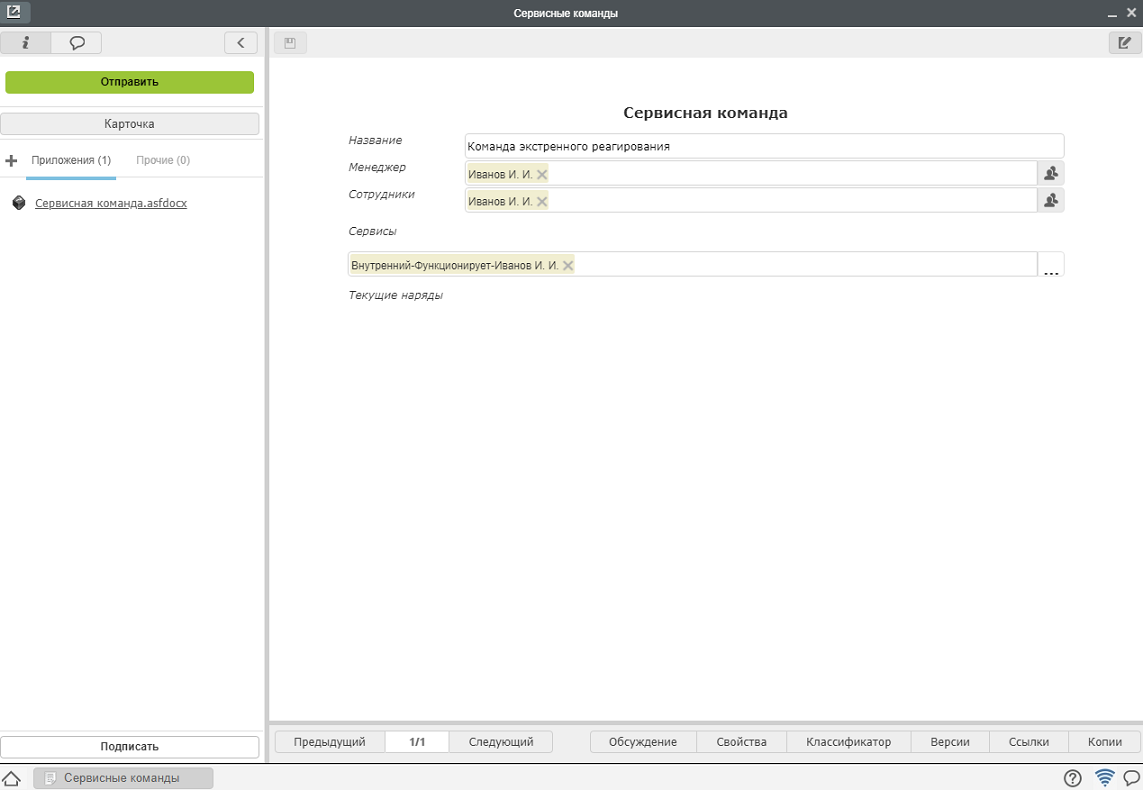 Сервисные команды
Отправить
Карточка
Приложения (1) Прочие (0)
Сервисная команда.asfdocx
Подписать
Сервисная команда
Название Команда экстренного реагирования
Менеджер Иванов И. И.
Сотрудники Иванов И. И.
Сервисы
Внутренний-Функционирует-Иванов И. И. ...
Текущие наряды
Предыдущий 1/1 Следующий Обсуждение Свойства Классификатор Версии Ссылки Копии
Сервисные команды